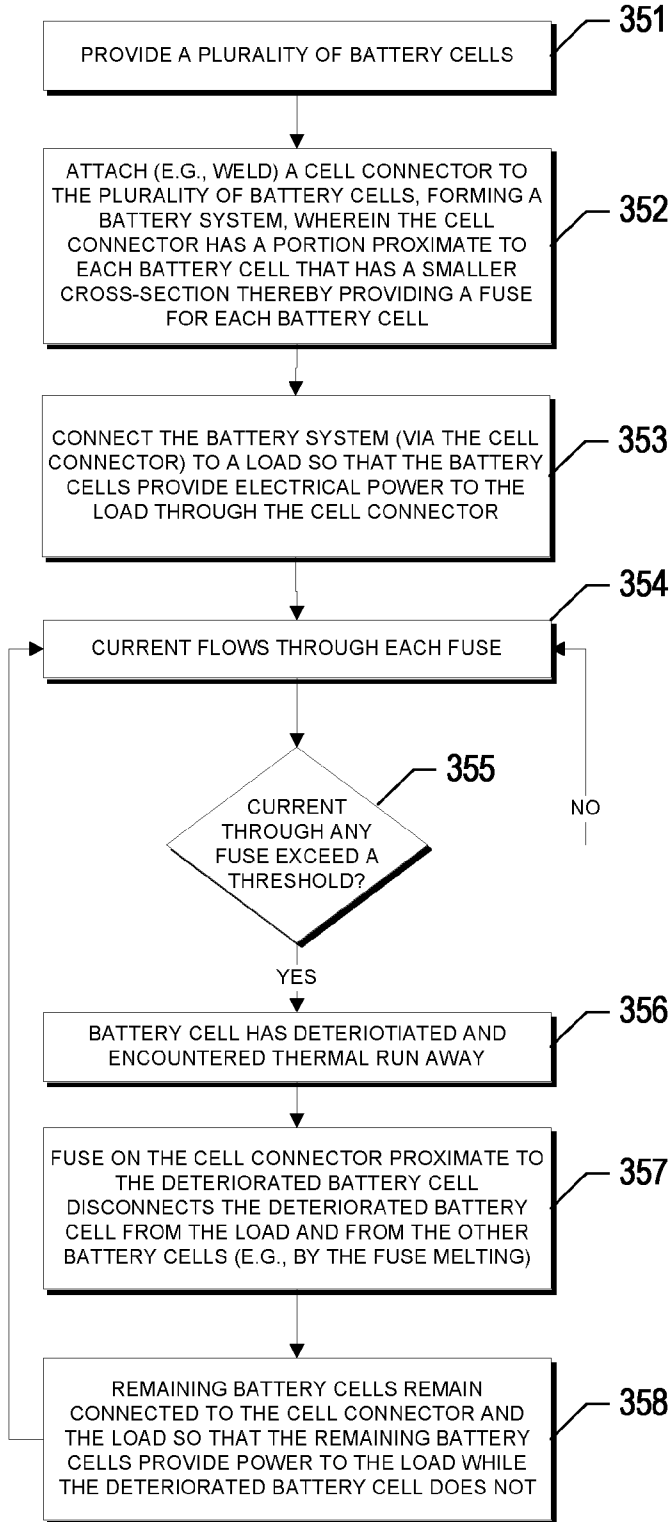 351
PROVIDE A PLURALITY OF BATTERY CELLS
ATTACH (E.G., WELD) A CELL CONNECTOR TO
THE PLURALITY OF BATTERY CELLS, FORMING A
BATTERY SYSTEM, WHEREIN THE CELL
CONNECTOR HAS A PORTION PROXIMATE TO
EACH BATTERY CELL THAT HAS A SMALLER
CROSS-SECTION THEREBY PROVIDING A FUSE
FOR EACH BATTERY CELL
352
CONNECT THE BATTERY SYSTEM (VIA THE CELL
CONNECTOR) TO A LOAD SO THAT THE BATTERY
CELLS PROVIDE ELECTRICAL POWER TO THE
LOAD THROUGH THE CELL CONNECTOR
353
354
CURRENT FLOWS THROUGH EACH FUSE
355
CURRENT
THROUGH ANY
FUSE EXCEED A
THRESHOLD?
NO
YES
356
BATTERY CELL HAS DETERIOTIATED AND
ENCOUNTERED THERMAL RUN AWAY
FUSE ON THE CELL CONNECTOR PROXIMATE TO
THE DETERIORATED BATTERY CELL
DISCONNECTS THE DETERIORATED BATTERY
CELL FROM THE LOAD AND FROM THE OTHER
BATTERY CELLS (E.G., BY THE FUSE MELTING)
357
REMAINING BATTERY CELLS REMAIN
CONNECTED TO THE CELL CONNECTOR AND
THE LOAD SO THAT THE REMAINING BATTERY
CELLS PROVIDE POWER TO THE LOAD WHILE
THE DETERIORATED BATTERY CELL DOES NOT
358